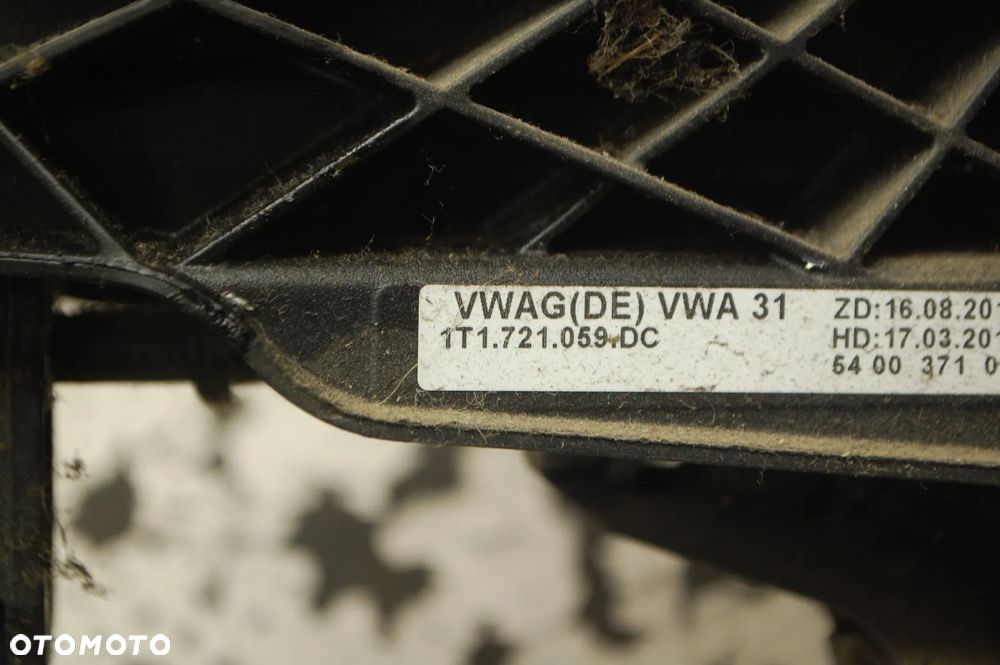 VWAG(DE) VWA 31
1T1.721.059.DC
ZD:16.08.201
HD:17.03.201
54 00 371 0
OTOMOTO